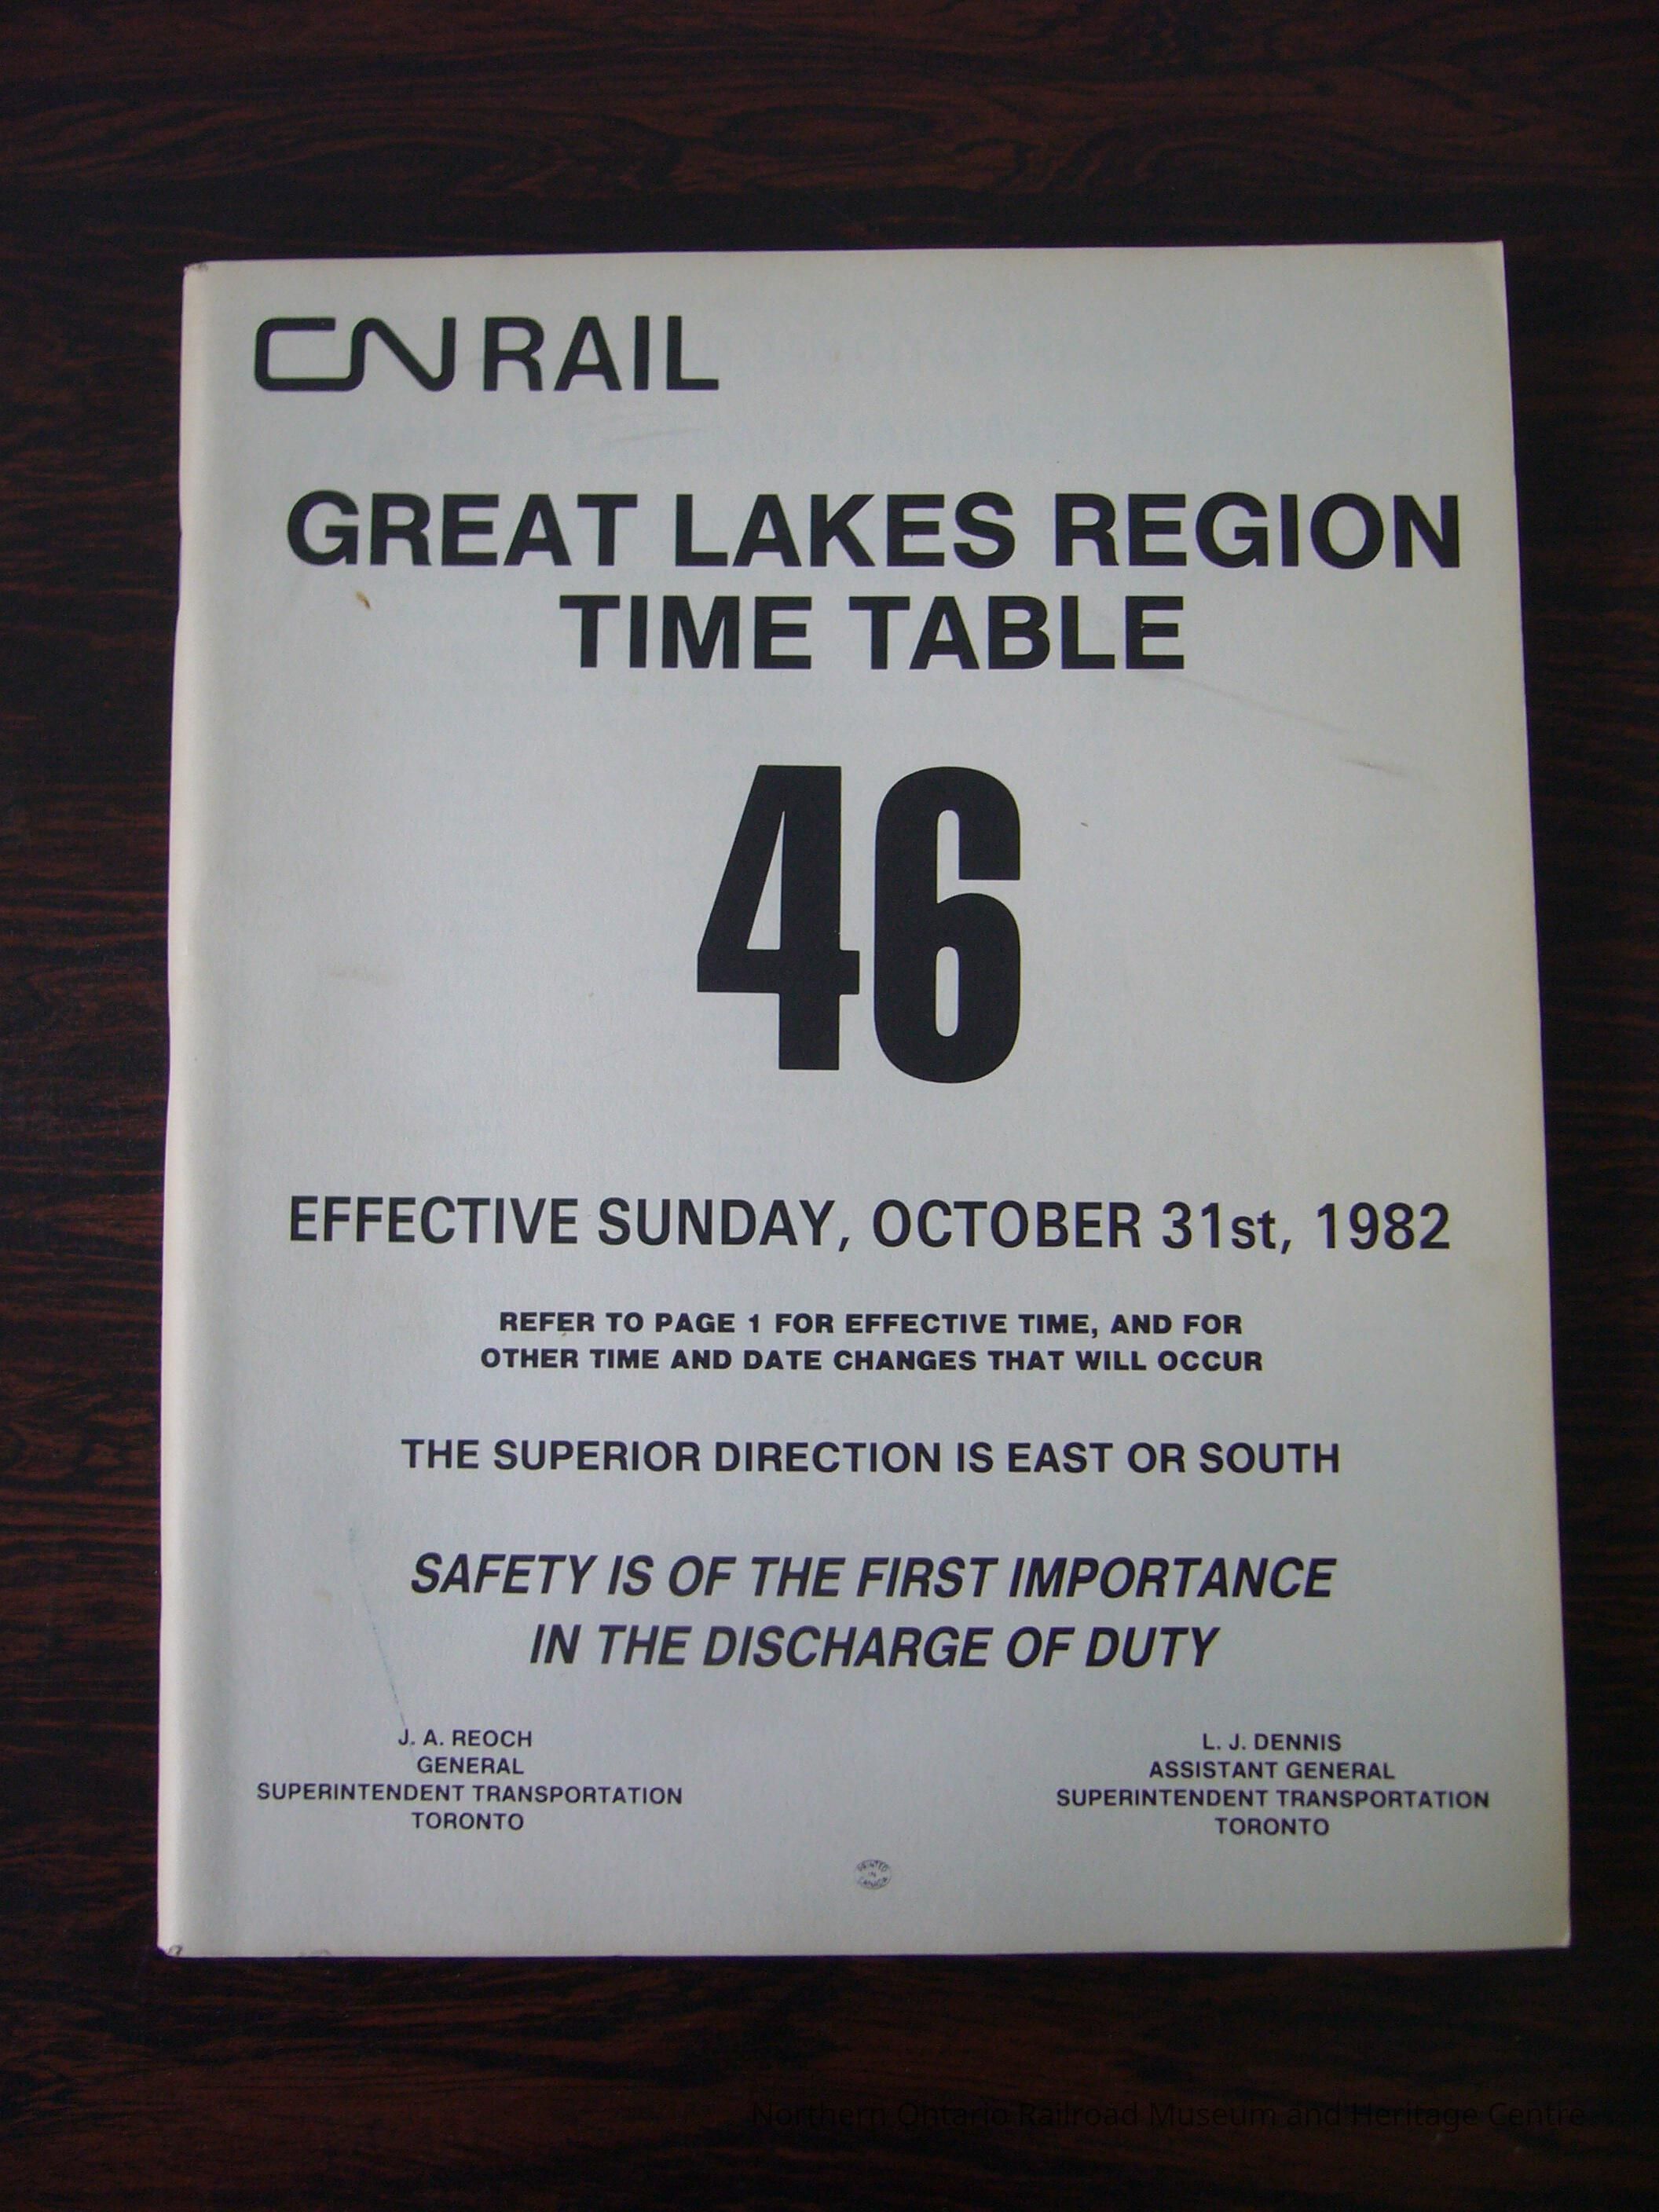 CN RAIL
GREAT LAKES REGION
TIME TABLE
46
EFFECTIVE SUNDAY, OCTOBER 31st, 1982
REFER TO PAGE 1 FOR EFFECTIVE TIME, AND FOR
OTHER TIME AND DATE CHANGES THAT WILL OCCUR
THE SUPERIOR DIRECTION IS EAST OR SOUTH
SAFETY IS OF THE FIRST IMPORTANCE
IN THE DISCHARGE OF DUTY
J. A. REOCH
GENERAL
SUPERINTENDENT TRANSPORTATION
TORONTO
L. J. DENNIS
ASSISTANT GENERAL
SUPERINTENDENT TRANSPORTATION
TORONTO
PRINTED
IN
CANADA
Northern Ontario Railroad Museum and Heritage Centre